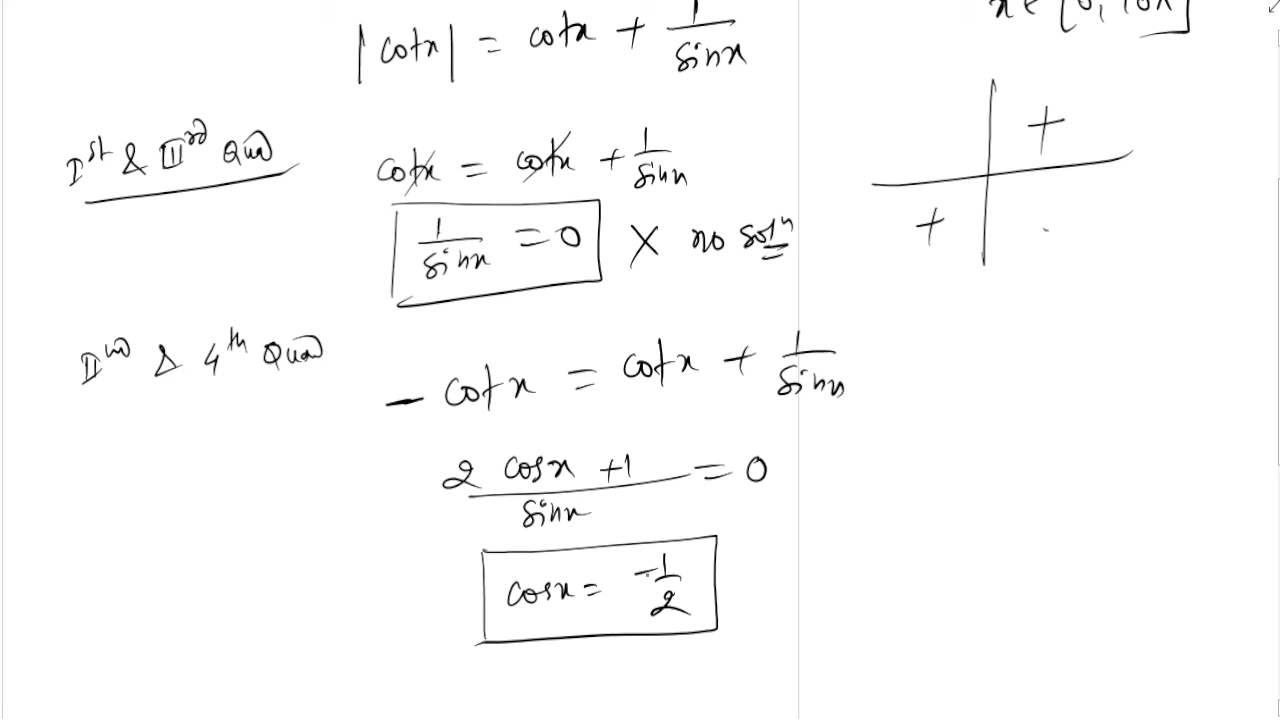 x ∈ [0, 10π]
|cotx| = cotx + 1/sinx
Ist & IIIrd Quad
cotx = cotx + 1/sinx
1/sinx = 0 × no soln
IInd & 4th Quad
- cotx = cotx + 1/sinx
2 cosx + 1 / sinx = 0
cosx = -1/2
+
+